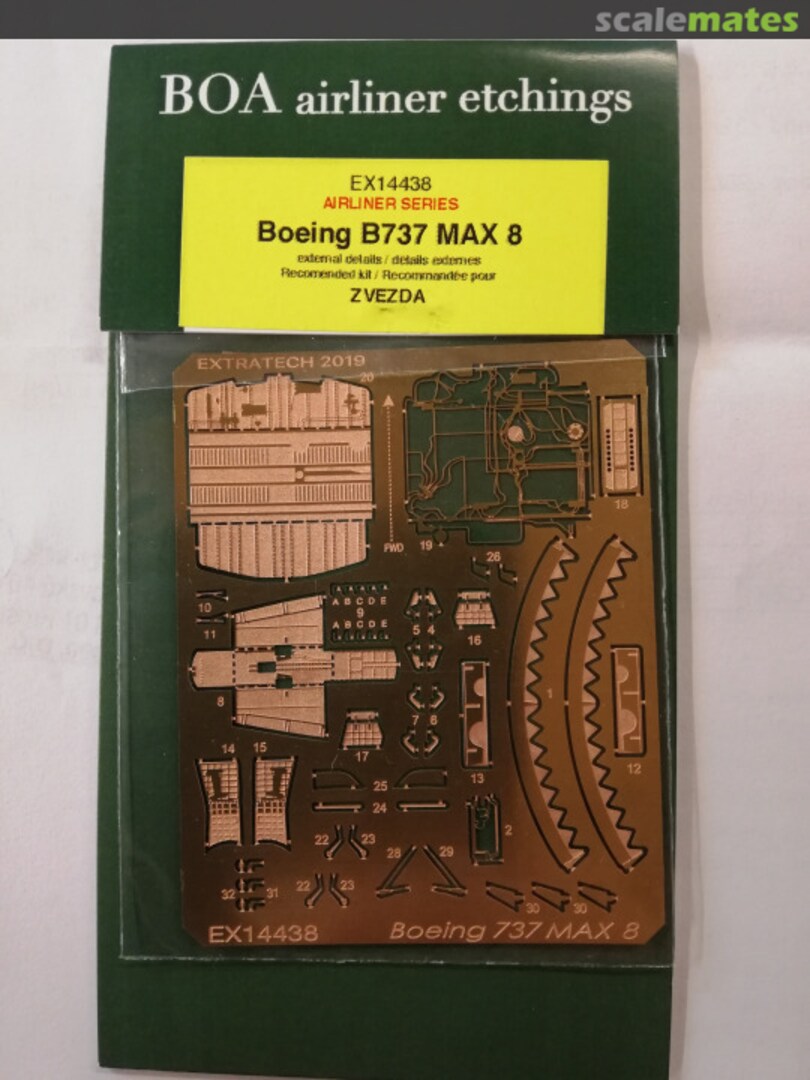 scalemates
BOA airliner etchings
EX14438
AIRLINER SERIES
Boeing B737 MAX 8
external details / détails externes
Recomended kit / Recommandée pour
ZVEZDA
EXTRATECH 2019
20
18
FWD
19
26
10
A B C D E
9
11
A B C D E
5 4
16
8
7 6
1
17
13
12
14 15
25
24
2
22 23
28 29
32 31
22 23
30 30
EX14438
Boeing 737 MAX 8